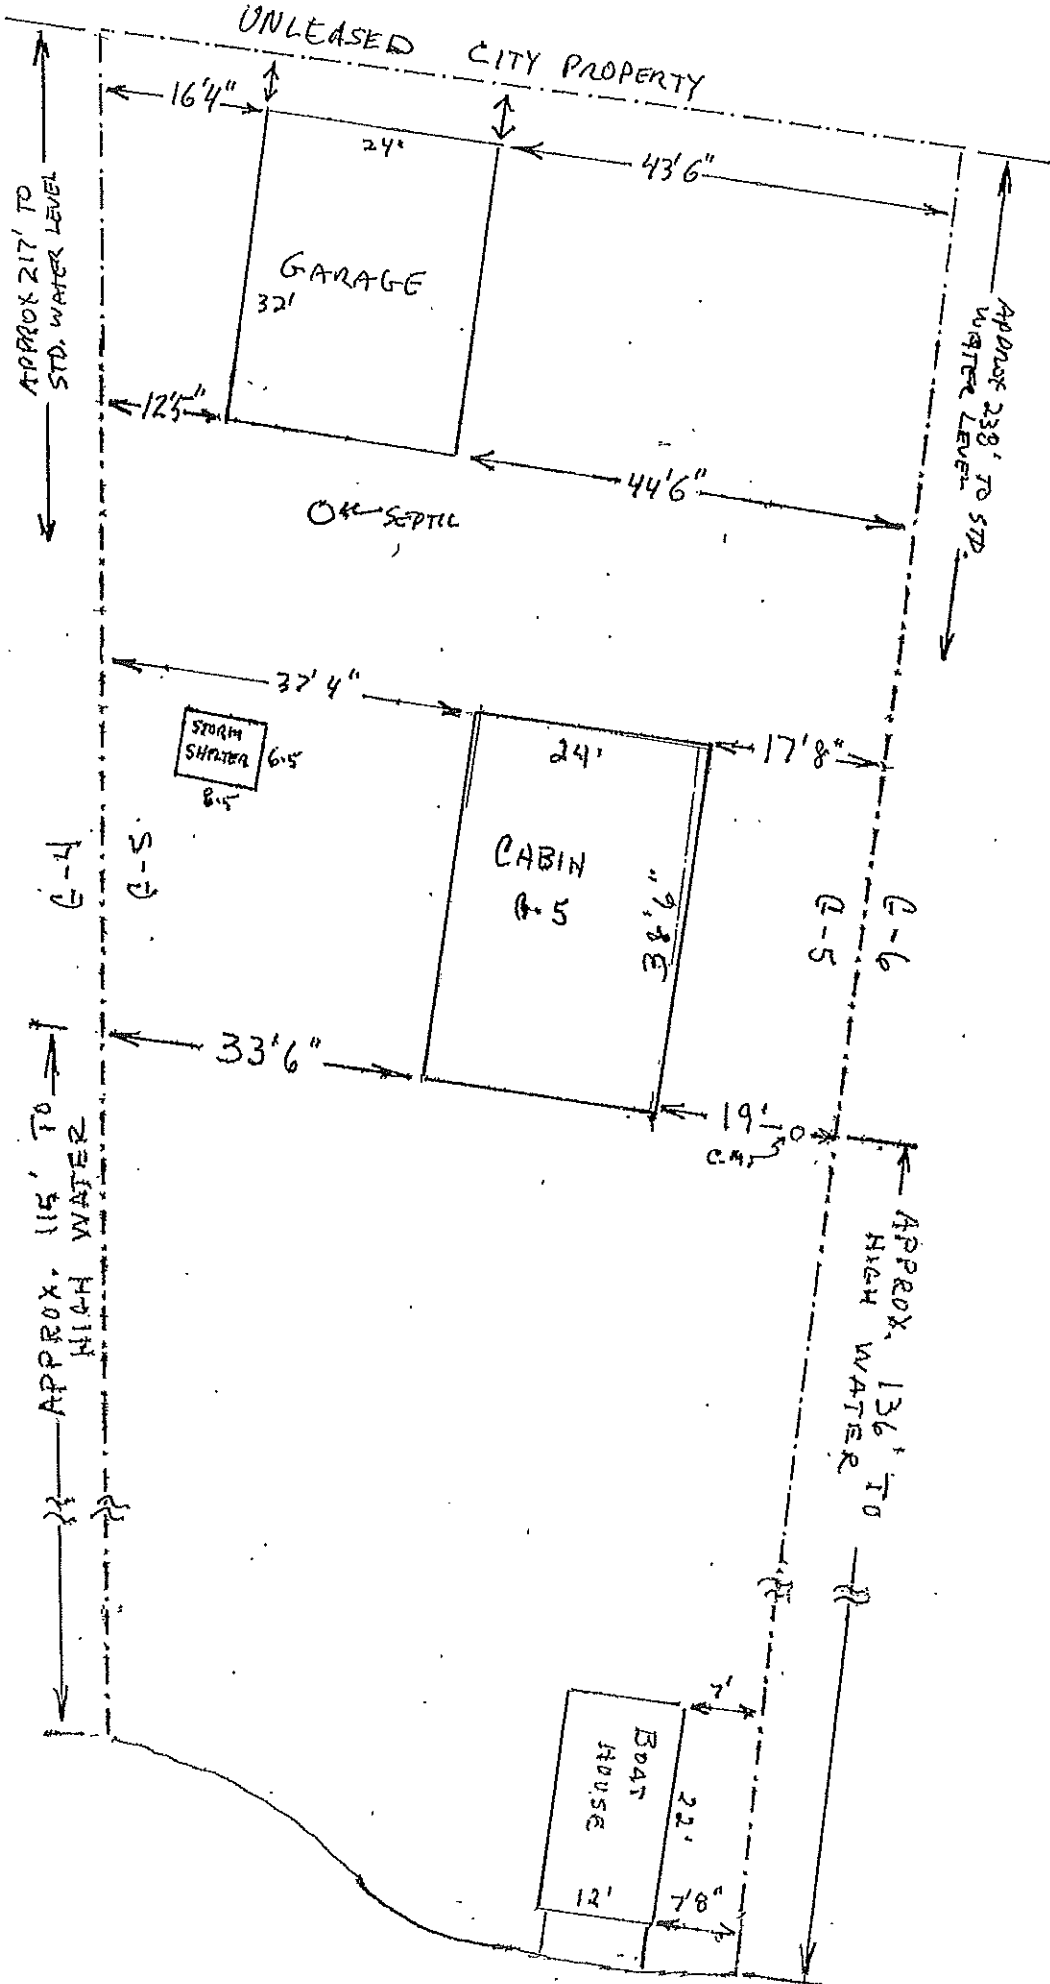 UNLEASED CITY PROPERTY
16'4"
24'
43'6"
APPROX 217' TO
STD. WATER LEVEL
GARAGE
32'
APPROX 238' TO STD.
WATER LEVEL
12'5"
44'6"
SEPTIC
37'4"
STORM
SHELTER
6.5
8.5
24'
17'8"
C-4
C-5
CABIN
C-5
38'6"
C-6
C-5
33'6"
19'
APPROX. 115' TO
HIGH WATER
APPROX. 136' TO
HIGH WATER
7'
BOAT
HOUSE
22'
12'
7'8"